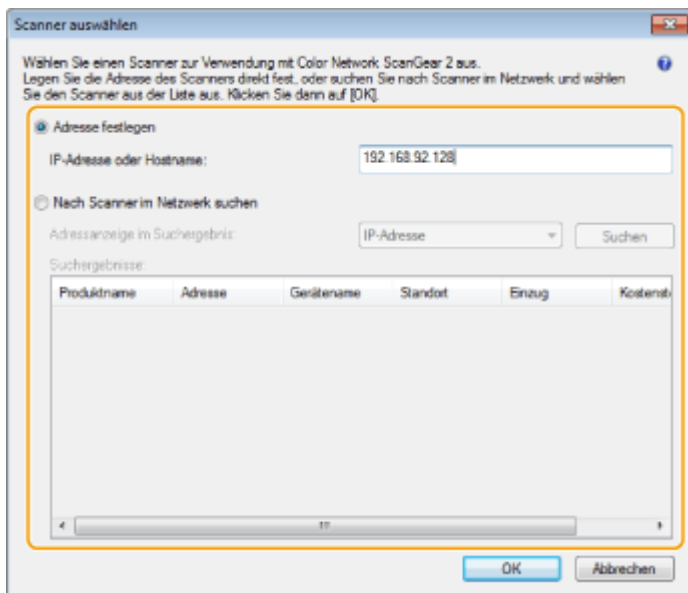 Scanner auswählen
Wählen Sie einen Scanner zur Verwendung mit Color Network ScanGear 2 aus.
Legen Sie die Adresse des Scanners direkt fest, oder suchen Sie nach Scanner im Netzwerk und wählen
Sie den Scanner aus der Liste aus. Klicken Sie dann auf [OK].
Adresse festlegen
IP-Adresse oder Hostname: 192.168.92.128
Nach Scanner im Netzwerk suchen
Adressanzeige im Suchergebnis: IP-Adresse Suchen
Suchergebnisse:
Produktname Adresse Gerätename Standort Einzug Kostenst
OK Abbrechen